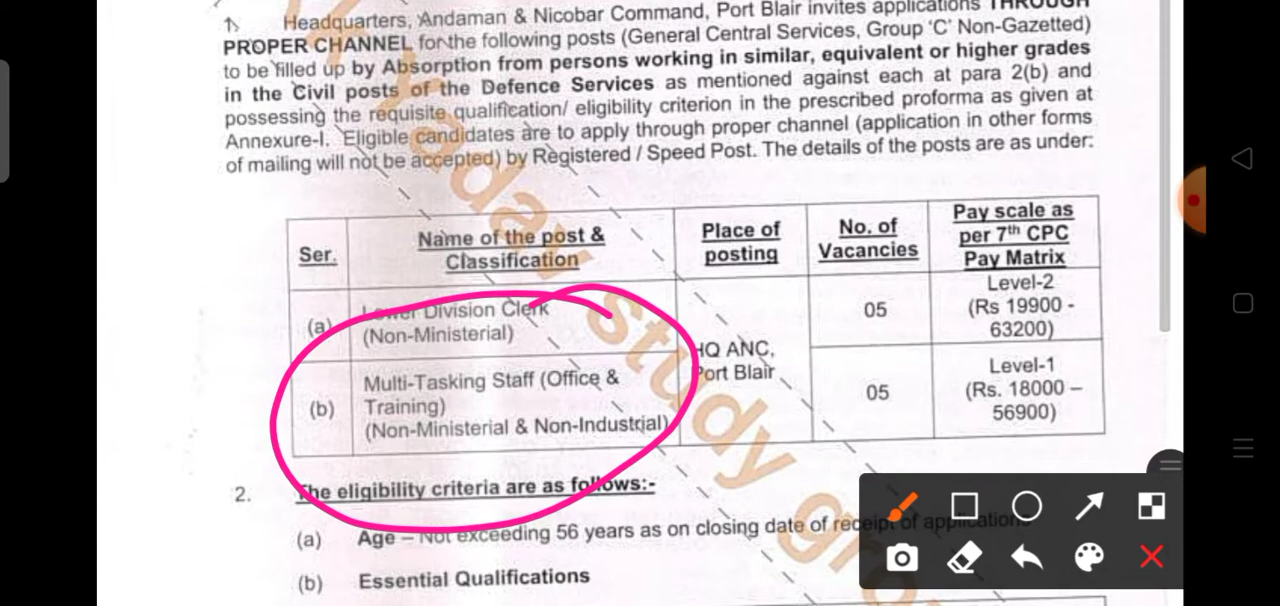 1. Headquarters, Andaman & Nicobar Command, Port Blair invites applications THROUGH
PROPER CHANNEL for the following posts (General Central Services, Group 'C' Non-Gazetted)
to be filled up by Absorption from persons working in similar, equivalent or higher grades
in the Civil posts of the Defence Services as mentioned against each at para 2(b) and
possessing the requisite qualification/ eligibility criterion in the prescribed proforma as given at
Annexure-I. Eligible candidates are to apply through proper channel (application in other forms
of mailing will not be accepted) by Registered / Speed Post. The details of the posts are as under:
Ser. Name of the post & Classification Place of posting No. of Vacancies Pay scale as per 7th CPC Pay Matrix
(a) Lower Division Clerk (Non-Ministerial) HQ ANC, Port Blair 05 Level-2 (Rs 19900 - 63200)
(b) Multi-Tasking Staff (Office & Training) (Non-Ministerial & Non-Industrial) 05 Level-1 (Rs. 18000 – 56900)
2. The eligibility criteria are as follows:-
(a) Age – Not exceeding 56 years as on closing date of receipt of application
(b) Essential Qualifications
Yadav study